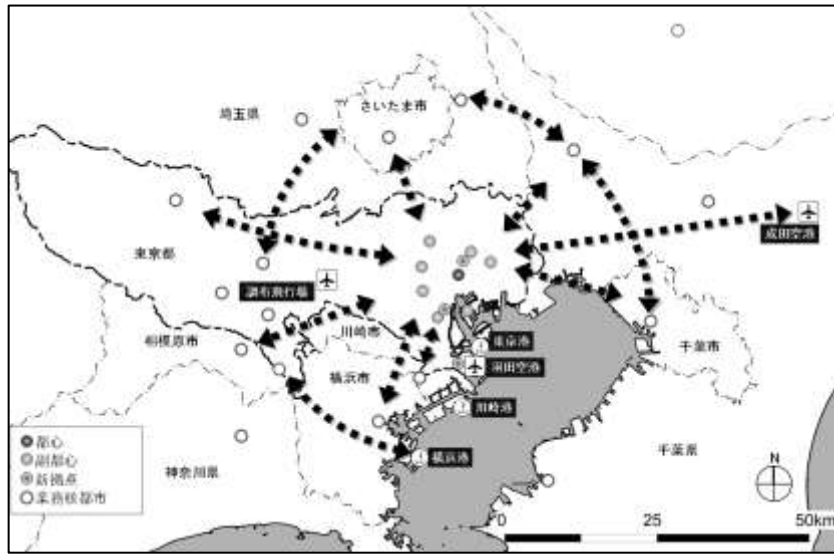 さいたま市
埼玉県
成田空港
東京都
調布飛行場
川崎市
相模原市
東京港
千葉市
横浜市
羽田空港
川崎港
都心
副都心
新拠点
業務核都市
神奈川県
横浜港
千葉県
N
0 25 50km